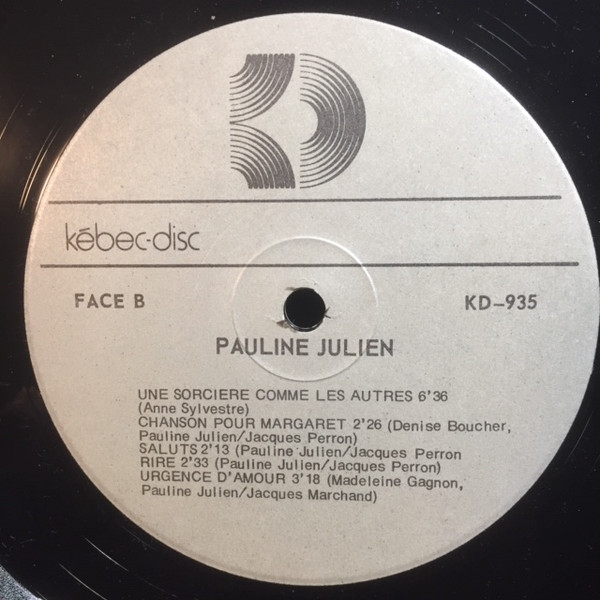 kébec-disc
FACE B KD-935
PAULINE JULIEN
UNE SORCIERE COMME LES AUTRES 6'36
(Anne Sylvestre)
CHANSON POUR MARGARET 2'26 (Denise Boucher,
Pauline Julien/Jacques Perron)
SALUTS 2'13 (Pauline Julien/Jacques Perron
RIRE 2'33 (Pauline Julien/Jacques Perron)
URGENCE D'AMOUR 3'18 (Madeleine Gagnon,
Pauline Julien/Jacques Marchand)